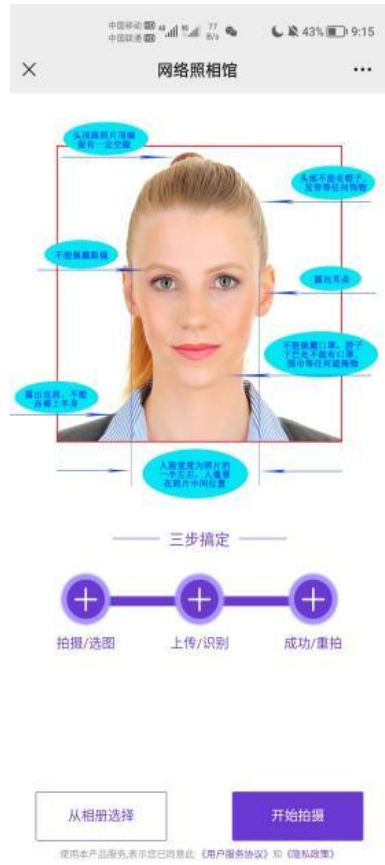 中国移动 HD 4G 5G 77 43% 9:15
中国联通 HD B/s
网络照相馆
头顶距照片顶端
留有一定空隙
头部不能有帽子、
发带等任何饰物
不能佩戴眼镜
露出耳朵
不能佩戴口罩，脖子
下巴处不能有口罩、
围巾等任何遮掩物
露出双肩，不能
人脸宽度为照片的
一半左右，人像要
在照片中间位置
三步搞定
拍摄/选图
上传/识别
成功/重拍
从相册选择
开始拍摄
使用本产品服务,表示您已同意此《用户服务协议》和《隐私政策》